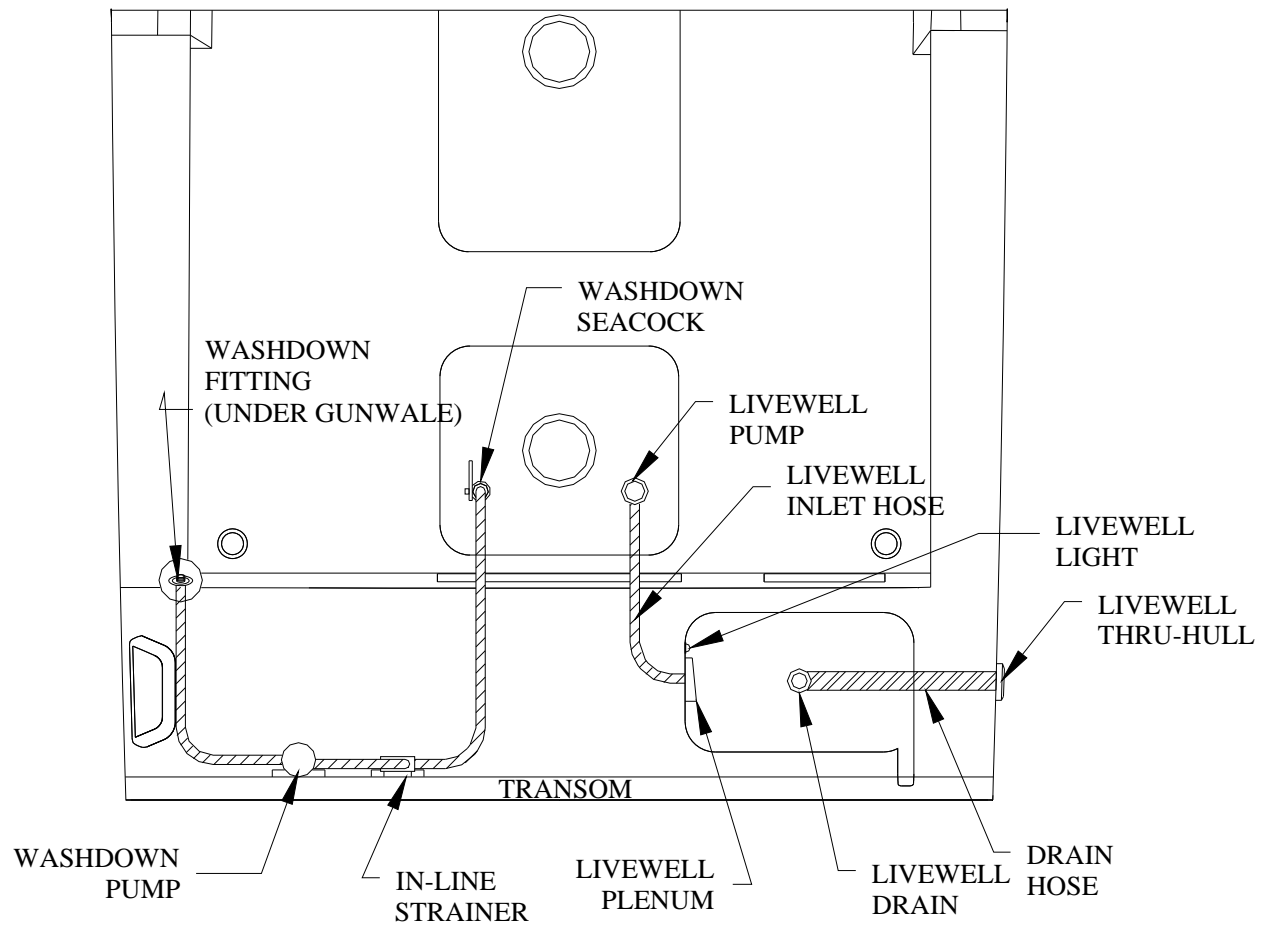 WASHDOWN
SEACOCK
WASHDOWN
FITTING
(UNDER GUNWALE)
LIVEWELL
PUMP
LIVEWELL
INLET HOSE
LIVEWELL
LIGHT
LIVEWELL
THRU-HULL
TRANSOM
WASHDOWN
PUMP
IN-LINE
STRAINER
LIVEWELL
PLENUM
LIVEWELL
DRAIN
DRAIN
HOSE